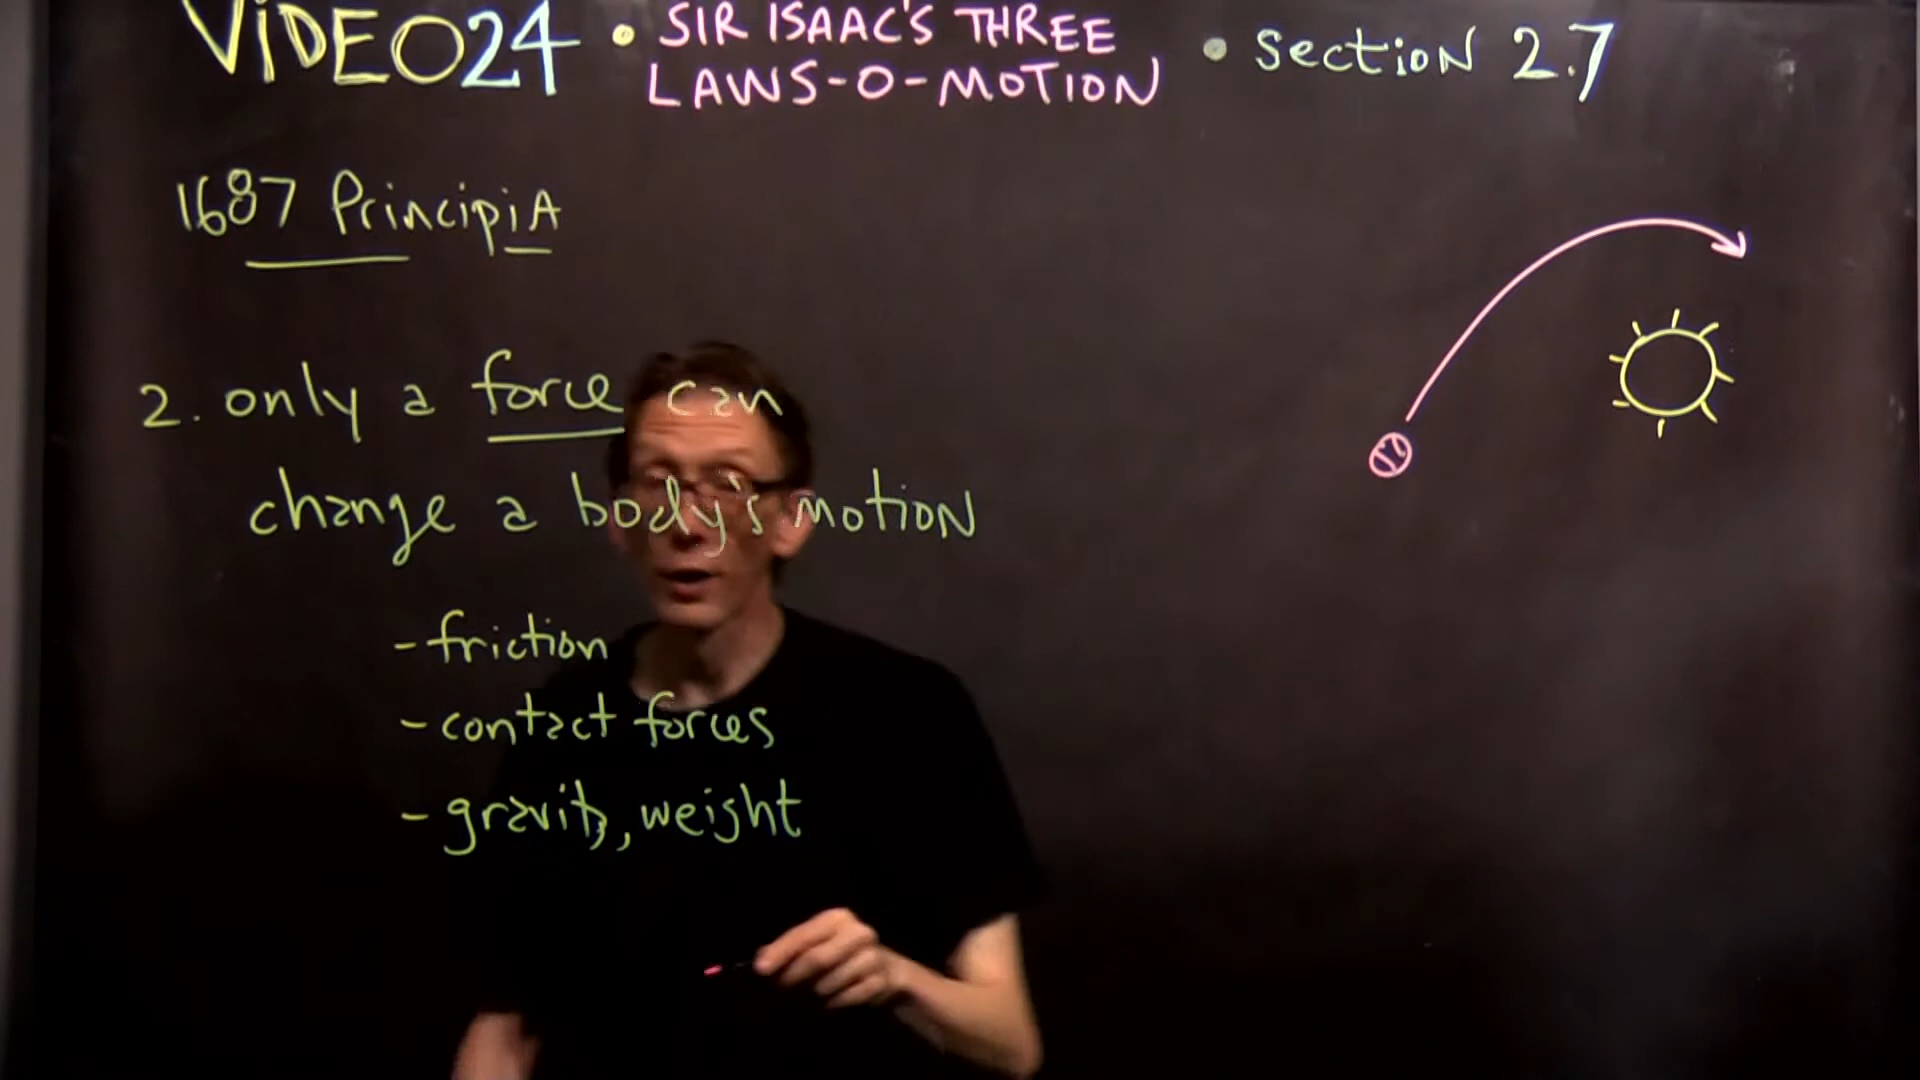 VIDEO24 • SIR ISAAC'S THREE LAWS-O-MOTION • Section 2.7
1687 PrincipiA
2. only a force can
change a body's motion
- friction
- contact forces
- gravity, weight